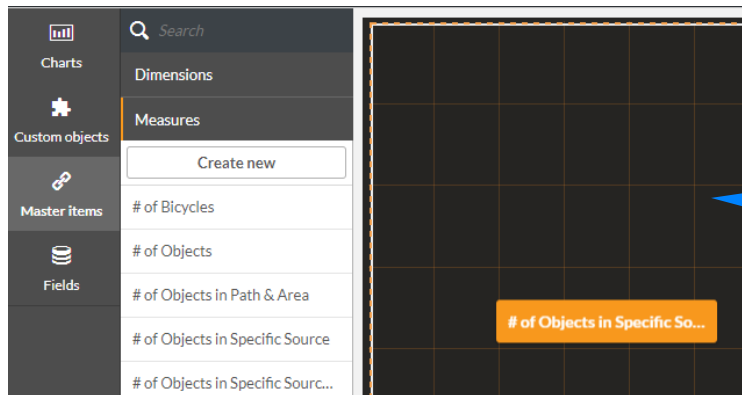 Charts
Custom objects
Master items
Fields
Search
Dimensions
Measures
Create new
# of Bicycles
# of Objects
# of Objects in Path & Area
# of Objects in Specific Source
# of Objects in Specific Sourc...
# of Objects in Specific So...